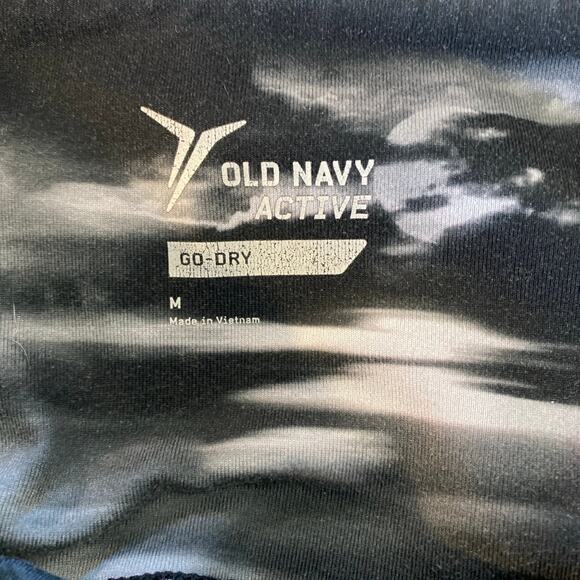 OLD NAVY
ACTIVE
GO-DRY
M
Made in Vietnam